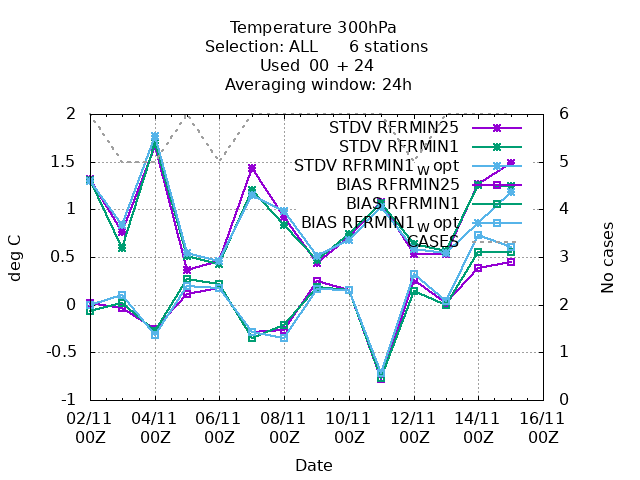 Temperature 300hPa
Selection: ALL 6 stations
Used 00 + 24
Averaging window: 24h
2 6
STDV RFRMIN25
STDV RFRMIN1
1.5 5
STDV RFRMIN1w opt
BIAS RFRMIN25
BIAS RFRMIN1
1 4
BIAS RFRMIN1w opt
CASES
0.5 3
0 2
-0.5 1
-1 0
deg C
No cases
02/11 04/11 06/11 08/11 10/11 12/11 14/11 16/11
00Z 00Z 00Z 00Z 00Z 00Z 00Z 00Z
Date